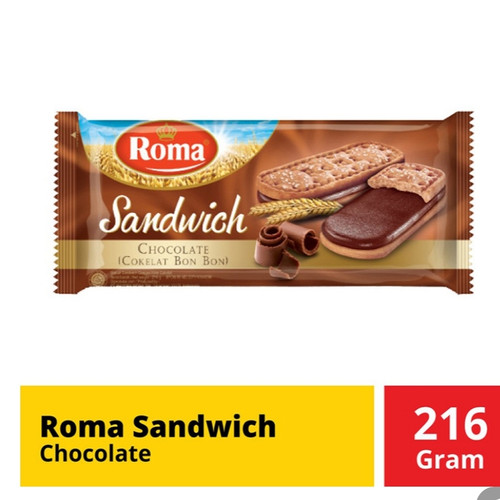 Roma
Sandwich
CHOCOLATE
(COKELAT BON BON)
Roma Sandwich
Chocolate
216
Gram